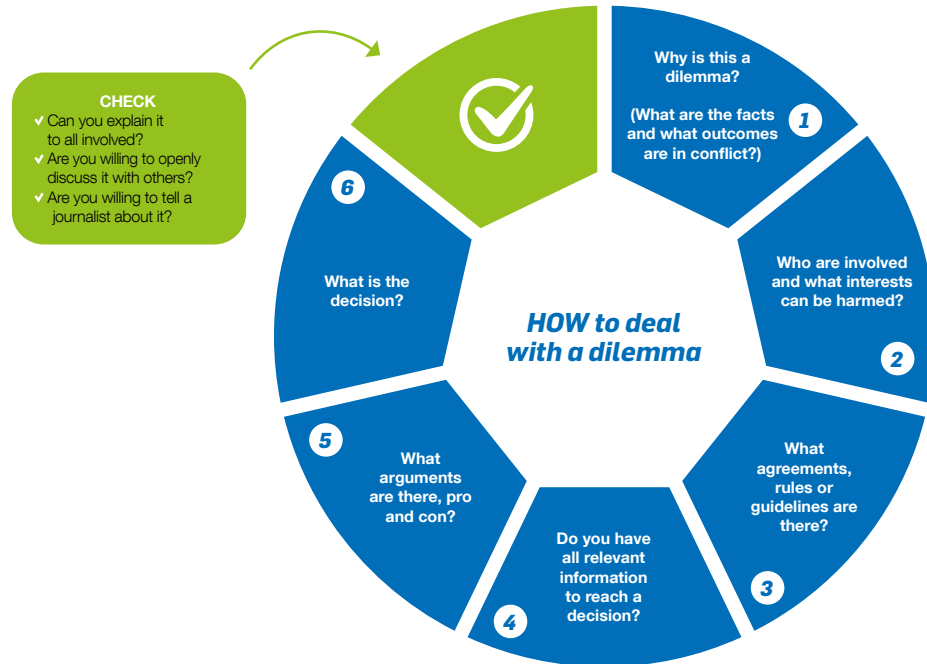 CHECK
Can you explain it
to all involved?
Are you willing to openly
discuss it with others?
Are you willing to tell a
journalist about it?
HOW to deal
with a dilemma
Why is this a
dilemma?
(What are the facts
and what outcomes
are in conflict?)
1
Who are involved
and what interests
can be harmed?
2
What
agreements,
rules or
guidelines are
there?
3
Do you have
all relevant
information
to reach a
decision?
4
What
arguments
are there, pro
and con?
5
What is the
decision?
6